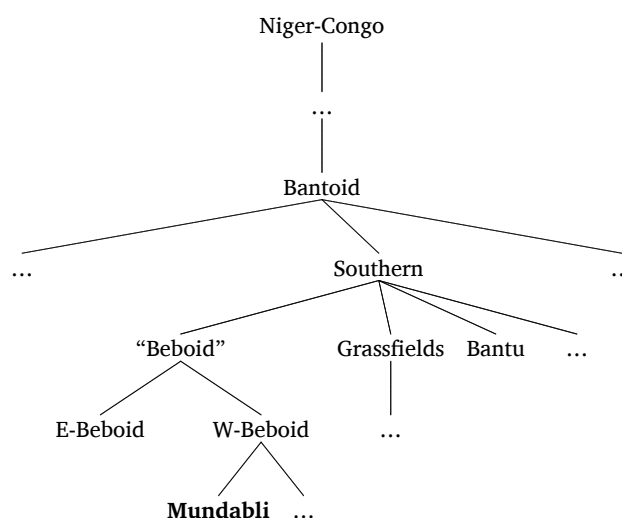 Niger-Congo
…
Bantoid
… Southern …
“Beboid” Grassfields Bantu …
E-Beboid W-Beboid …
Mundabli …